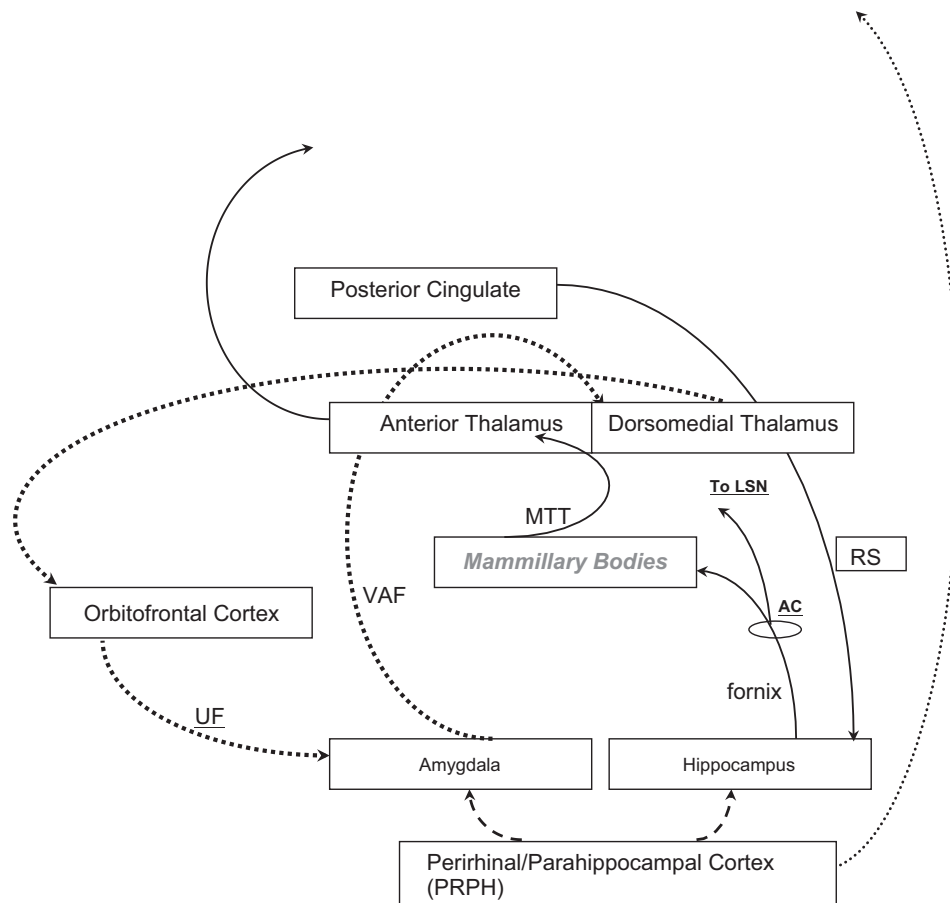 Posterior Cingulate
Anterior Thalamus
Dorsomedial Thalamus
To LSN
MTT
Mammillary Bodies
RS
VAF
Orbitofrontal Cortex
AC
fornix
UF
Amygdala
Hippocampus
Perirhinal/Parahippocampal Cortex
(PRPH)